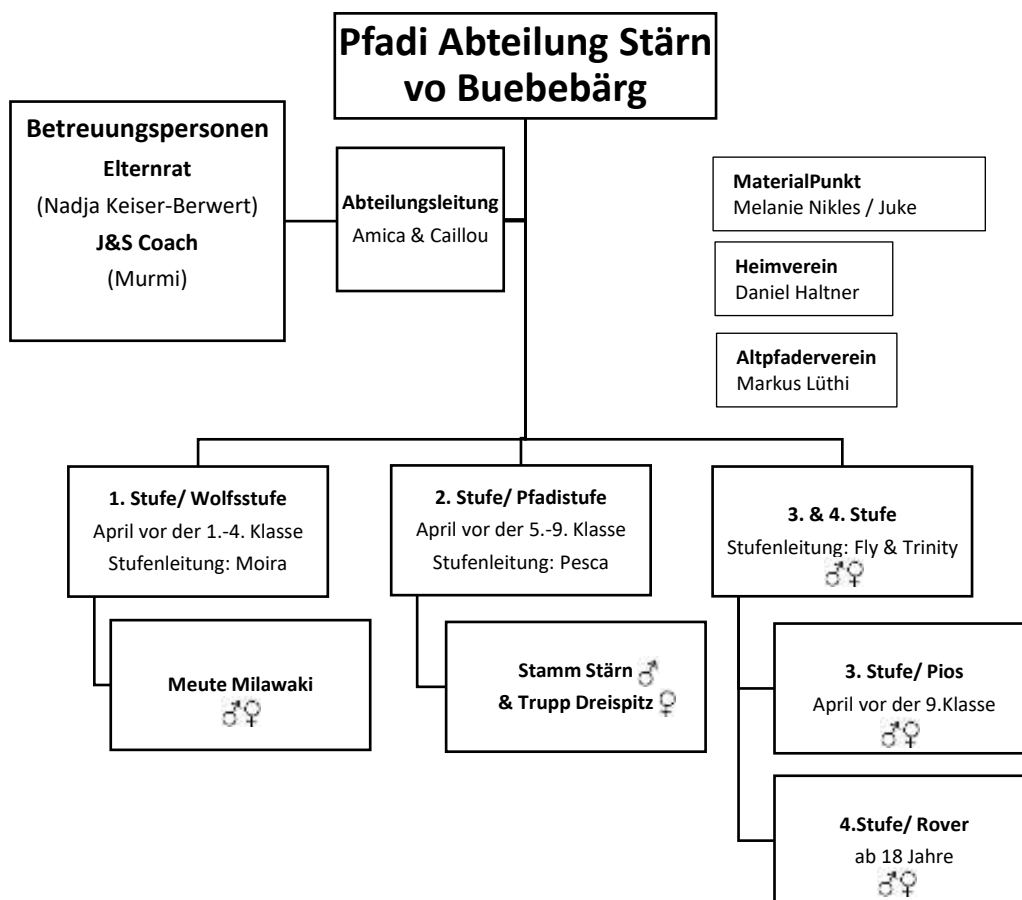 Pfadi Abteilung Stärn
vo Buebebärg
Betreuungspersonen
Elternrat
(Nadja Keiser-Berwert)
J&S Coach
(Murmi)
Abteilungsleitung
Amica & Caillou
MaterialPunkt
Melanie Nikles / Juke
Heimverein
Daniel Haltner
Altpfaderverein
Markus Lüthi
1. Stufe/ Wolfsstufe
April vor der 1.-4. Klasse
Stufenleitung: Moira
2. Stufe/ Pfadistufe
April vor der 5.-9. Klasse
Stufenleitung: Pesca
3. & 4. Stufe
Stufenleitung: Fly & Trinity
♂♀
Meute Milawaki
♂♀
Stamm Stärn ♂
& Trupp Dreispitz ♀
3. Stufe/ Pios
April vor der 9.Klasse
♂♀
4.Stufe/ Rover
ab 18 Jahre
♂♀